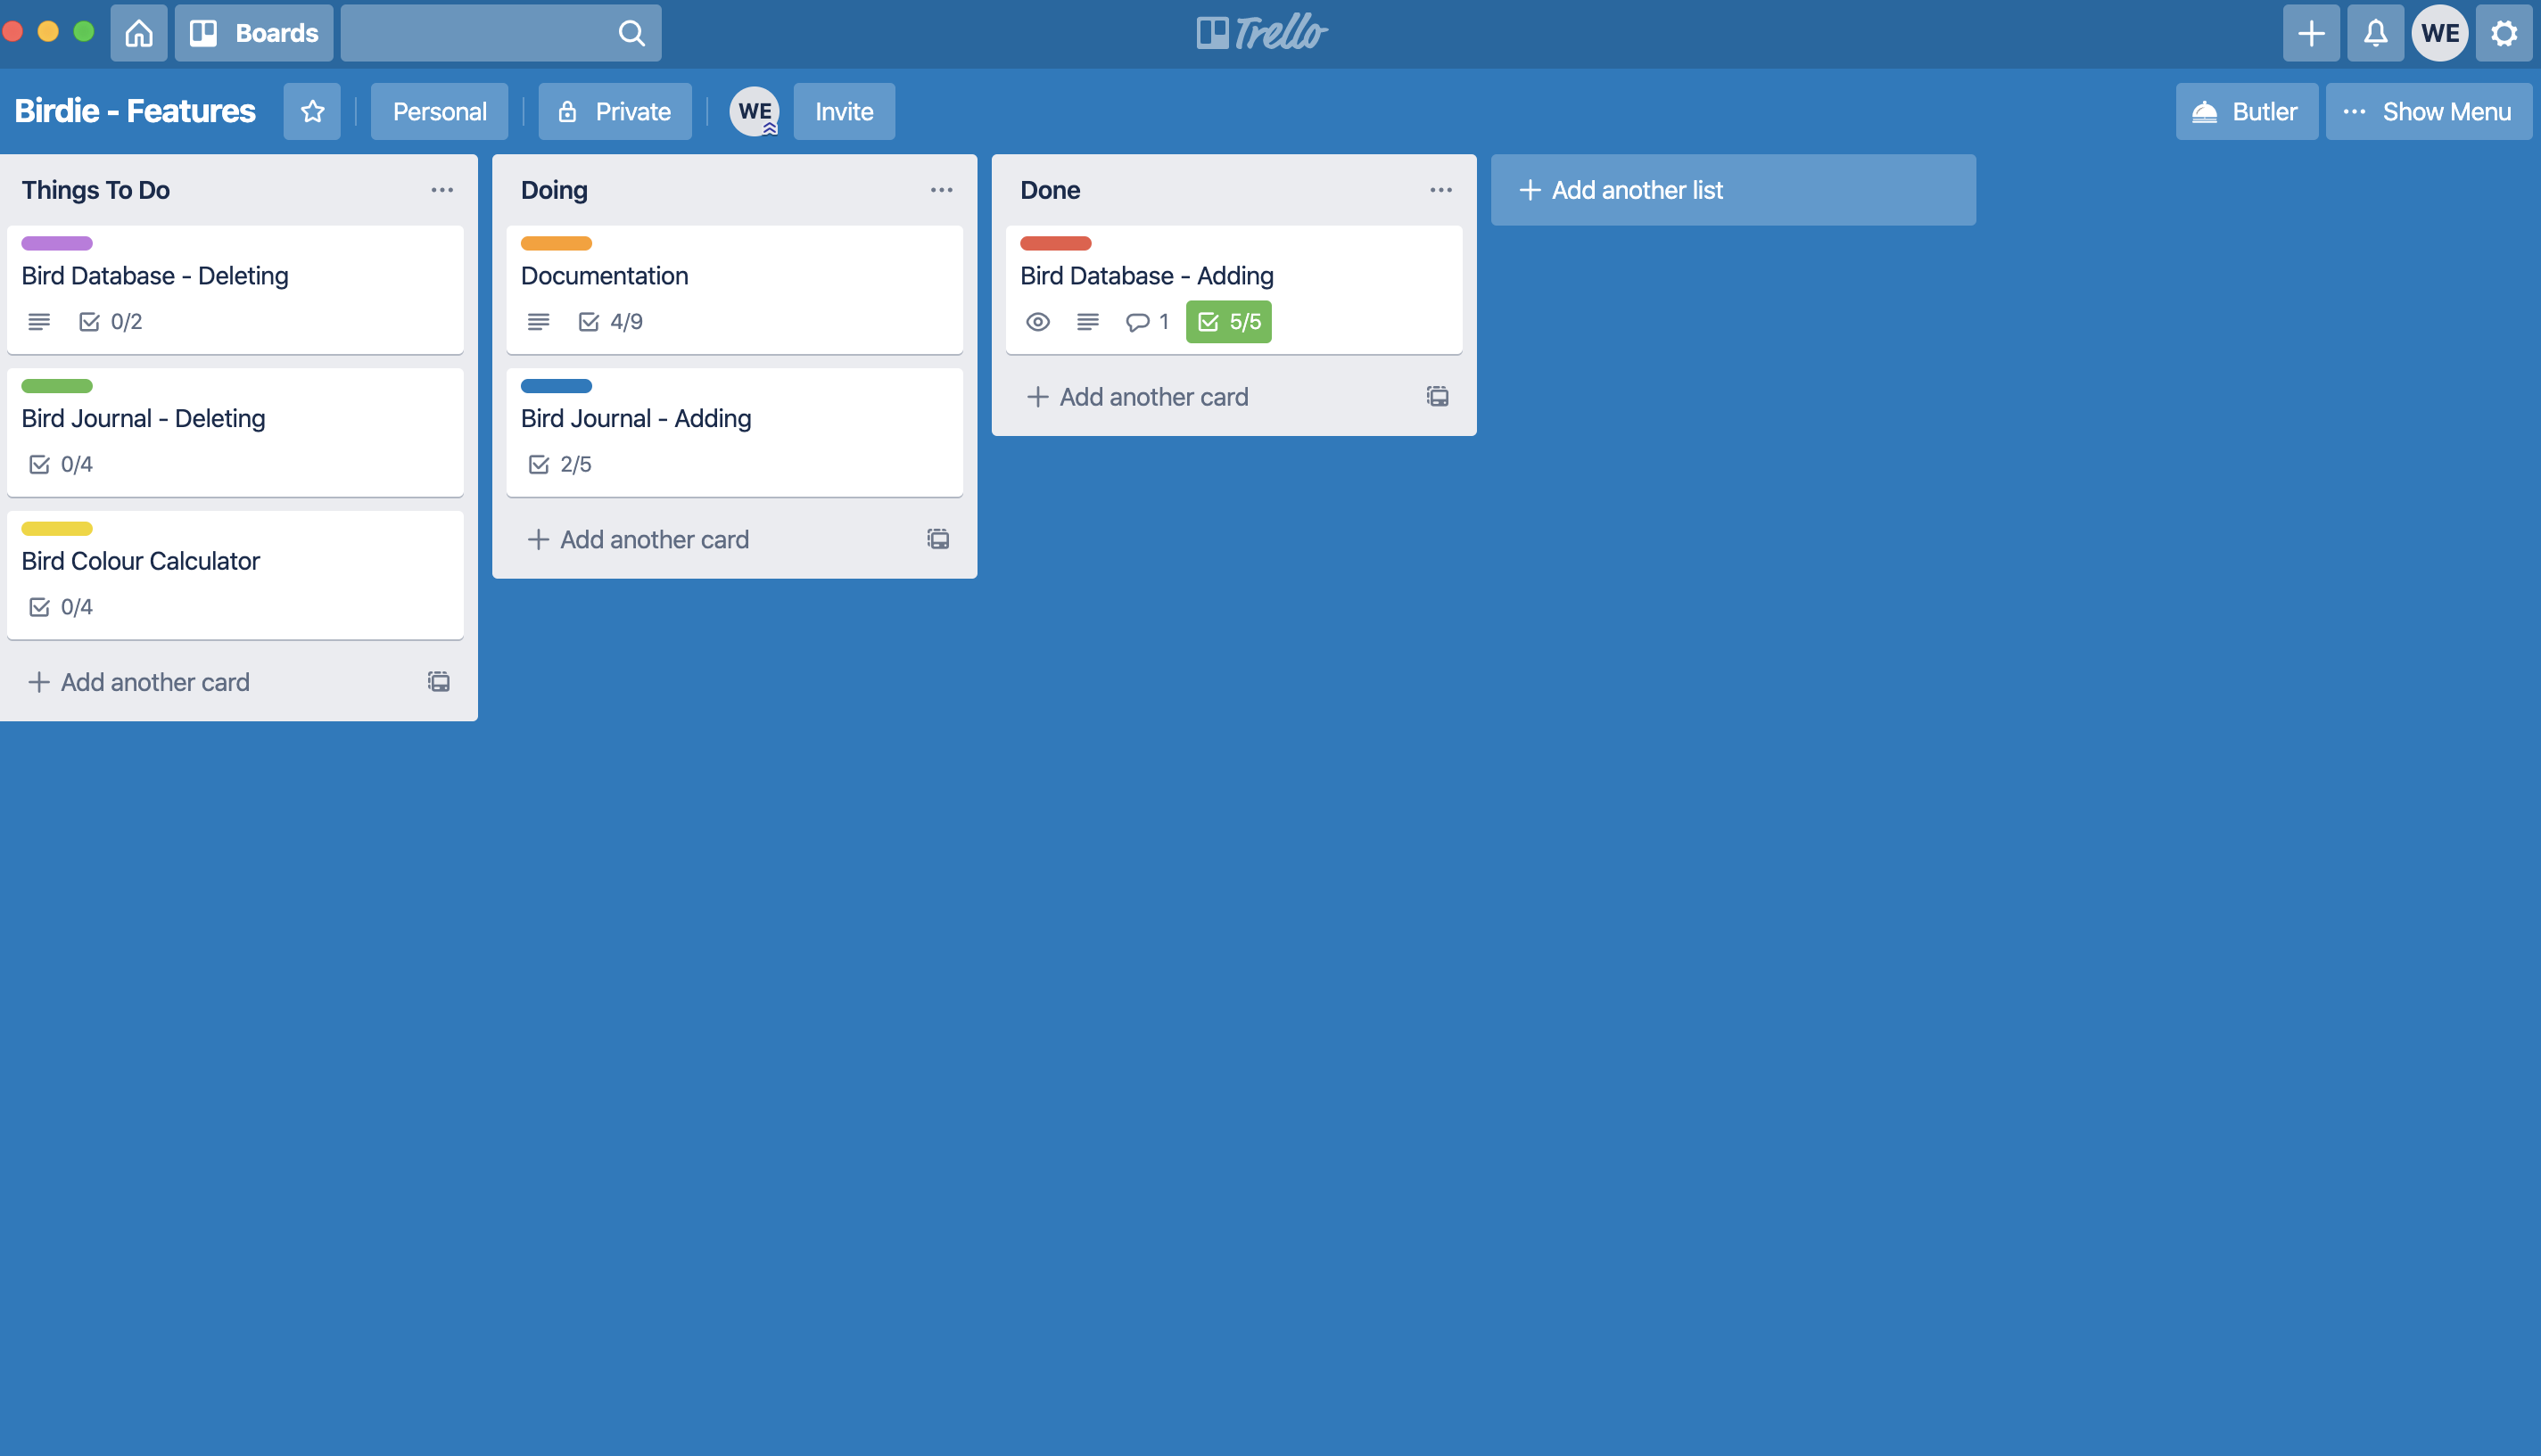 Boards
Trello
WE
Birdie - Features
Personal
Private
WE
Invite
Butler
Show Menu
Things To Do
Bird Database - Deleting
0/2
Bird Journal - Deleting
0/4
Bird Colour Calculator
0/4
Add another card
Doing
Documentation
4/9
Bird Journal - Adding
2/5
Add another card
Done
Bird Database - Adding
1
5/5
Add another card
Add another list